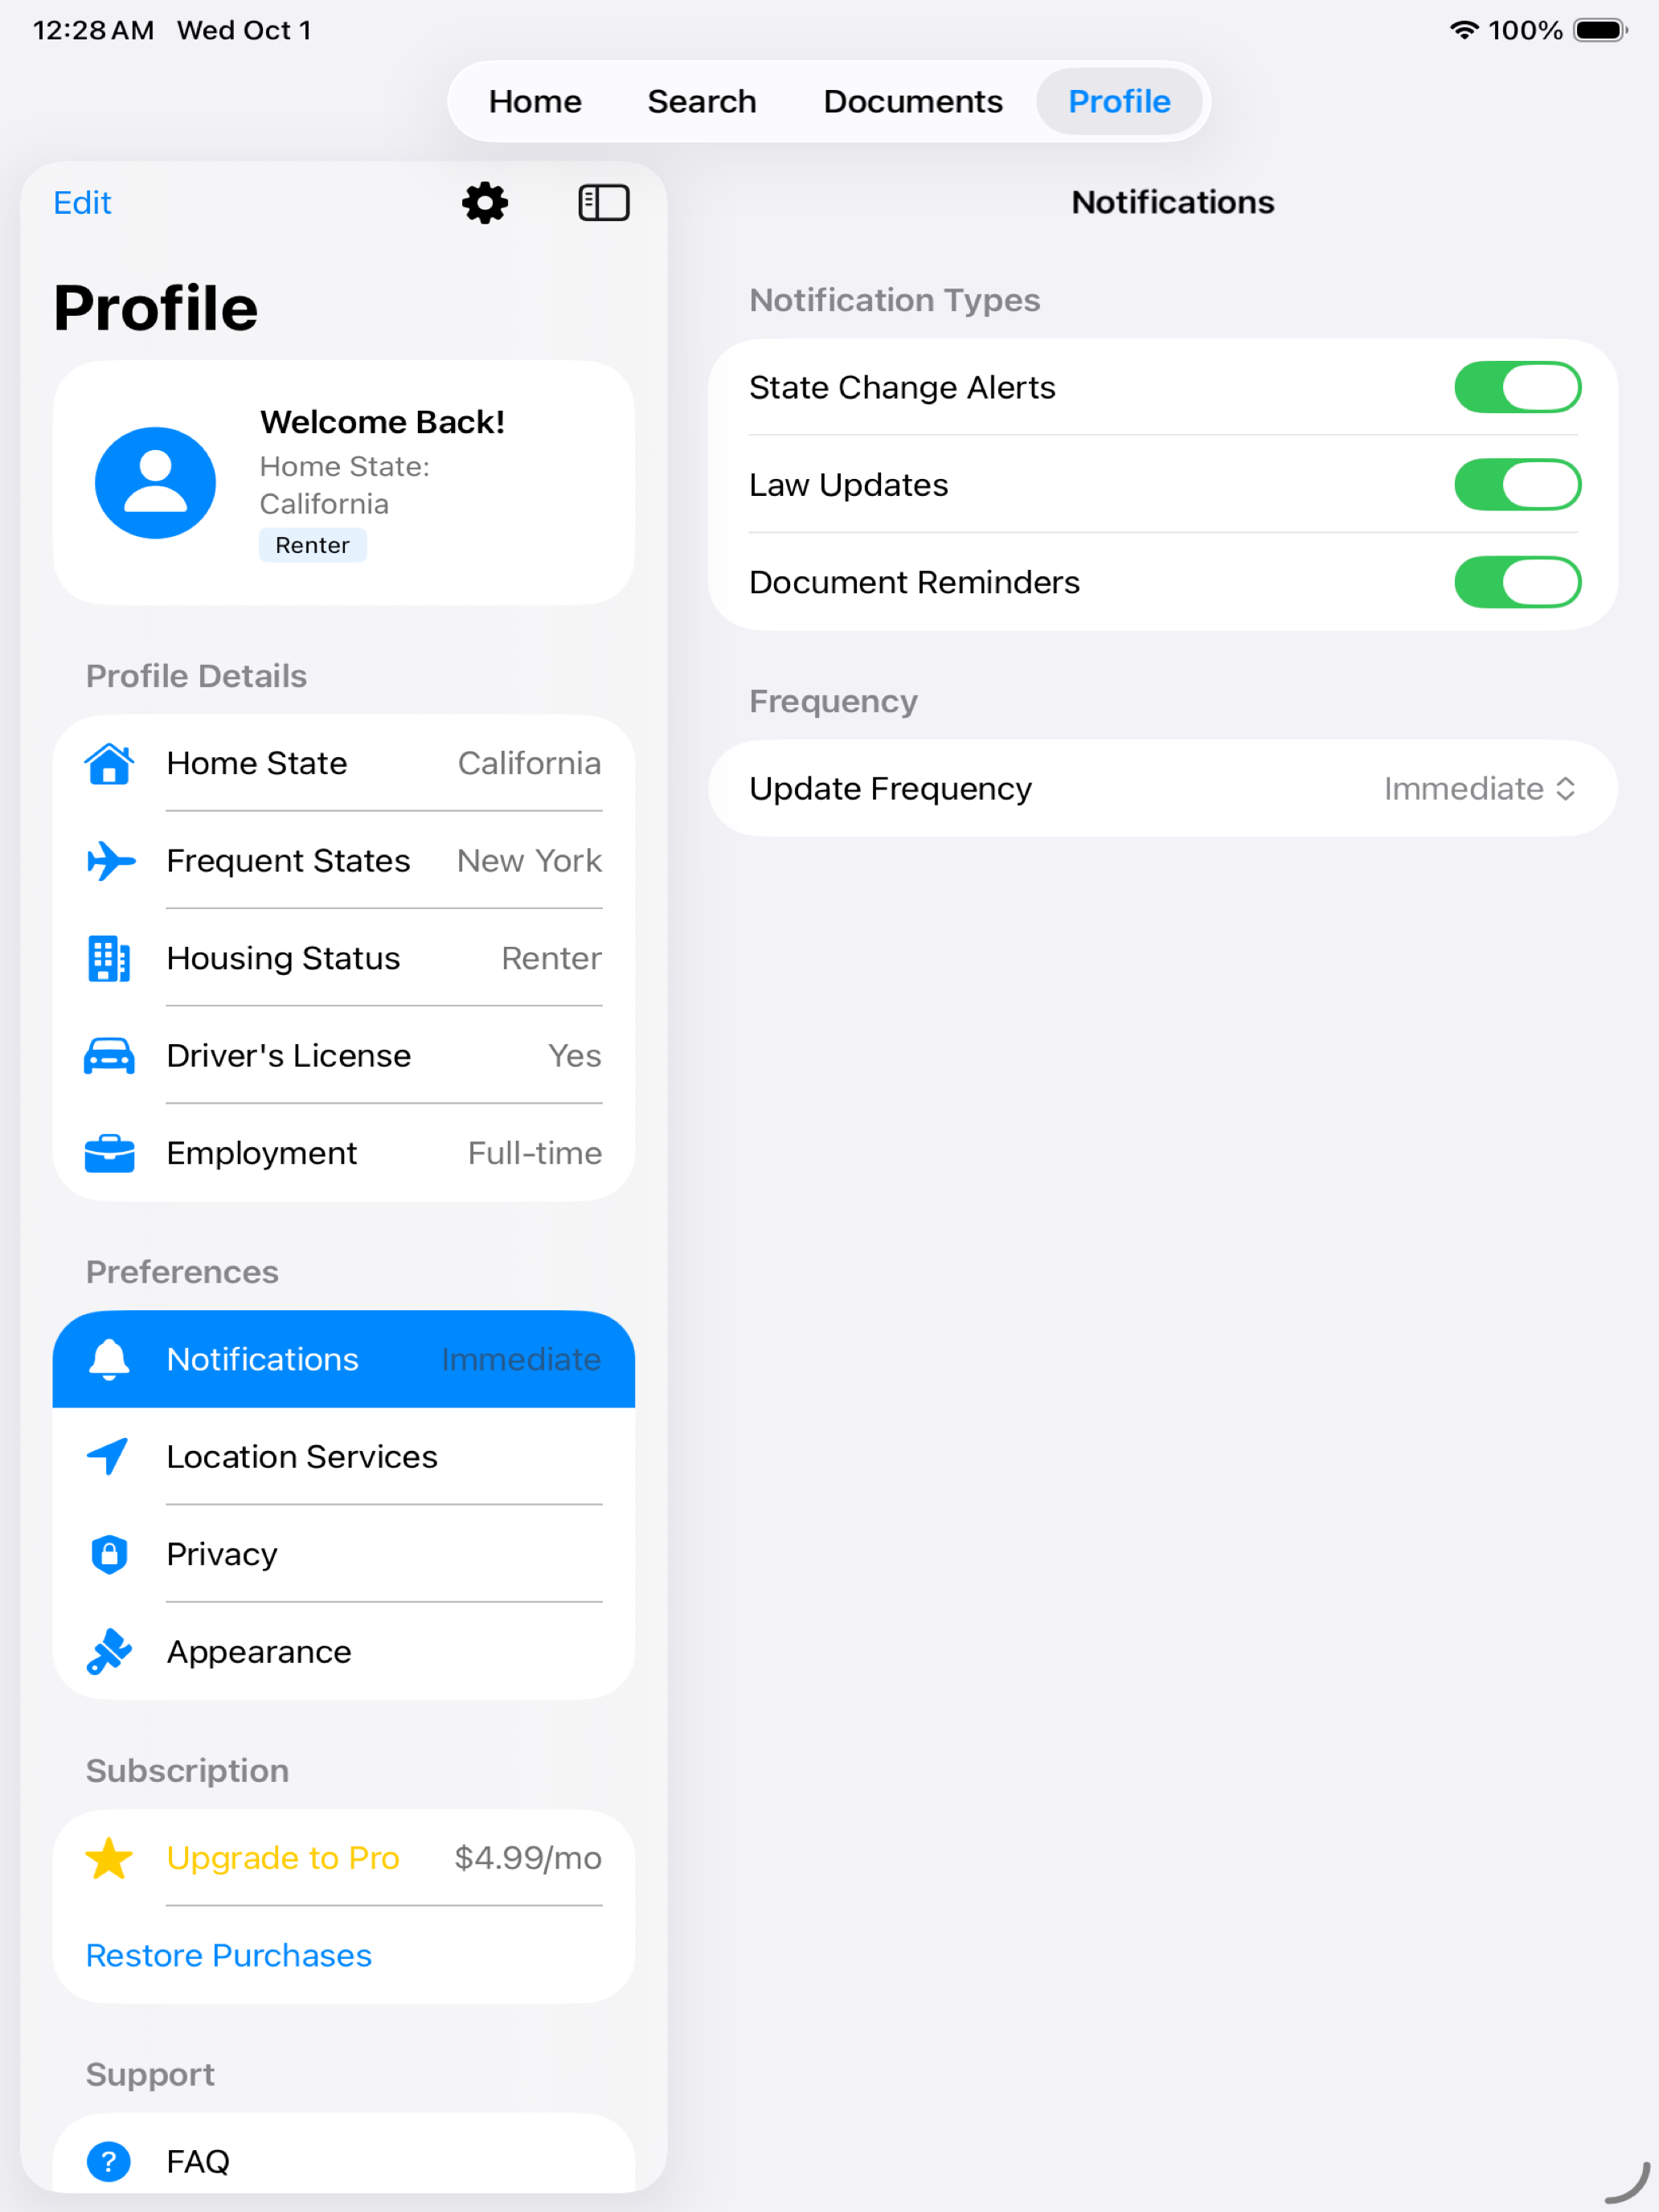 12:28 AM Wed Oct 1
100%
Home Search Documents Profile
Edit
Profile
Welcome Back!
Home State:
California
Renter
Profile Details
Home State California
Frequent States New York
Housing Status Renter
Driver's License Yes
Employment Full-time
Preferences
Notifications Immediate
Location Services
Privacy
Appearance
Subscription
Upgrade to Pro $4.99/mo
Restore Purchases
Support
? FAQ
Notifications
Notification Types
State Change Alerts
Law Updates
Document Reminders
Frequency
Update Frequency Immediate